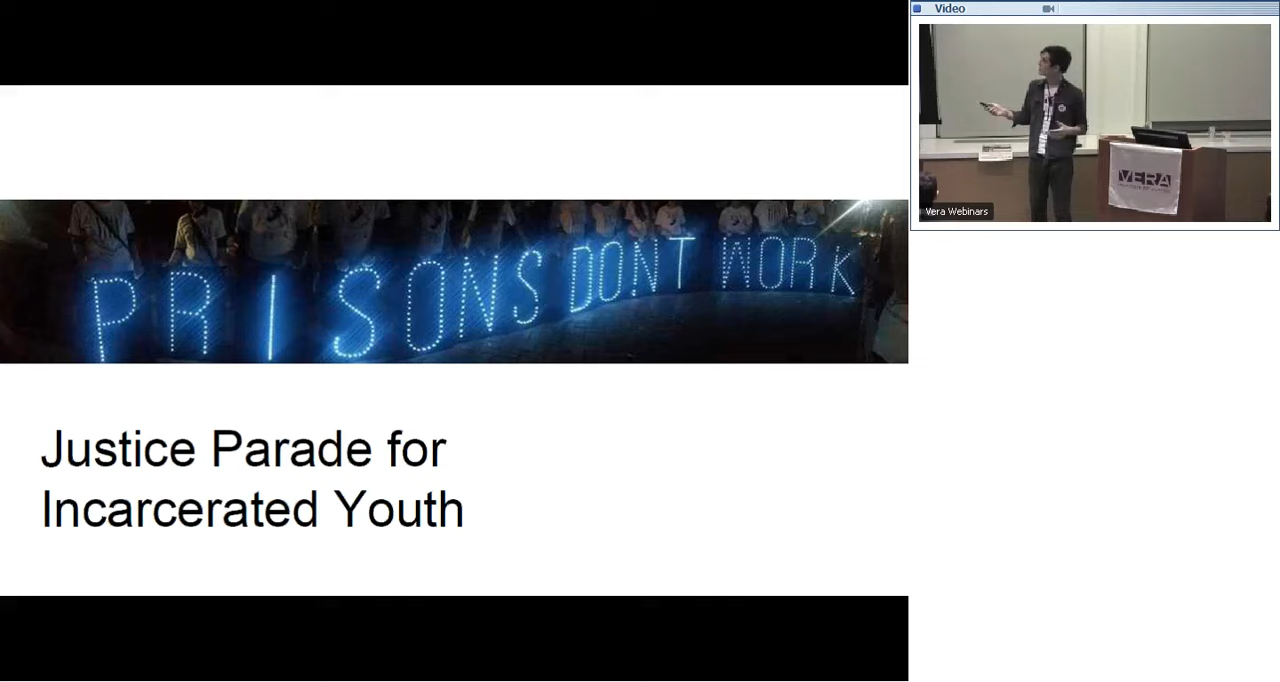 PRISONS DONT WORK
Justice Parade for
Incarcerated Youth
Video
VERA
Vera Webinars